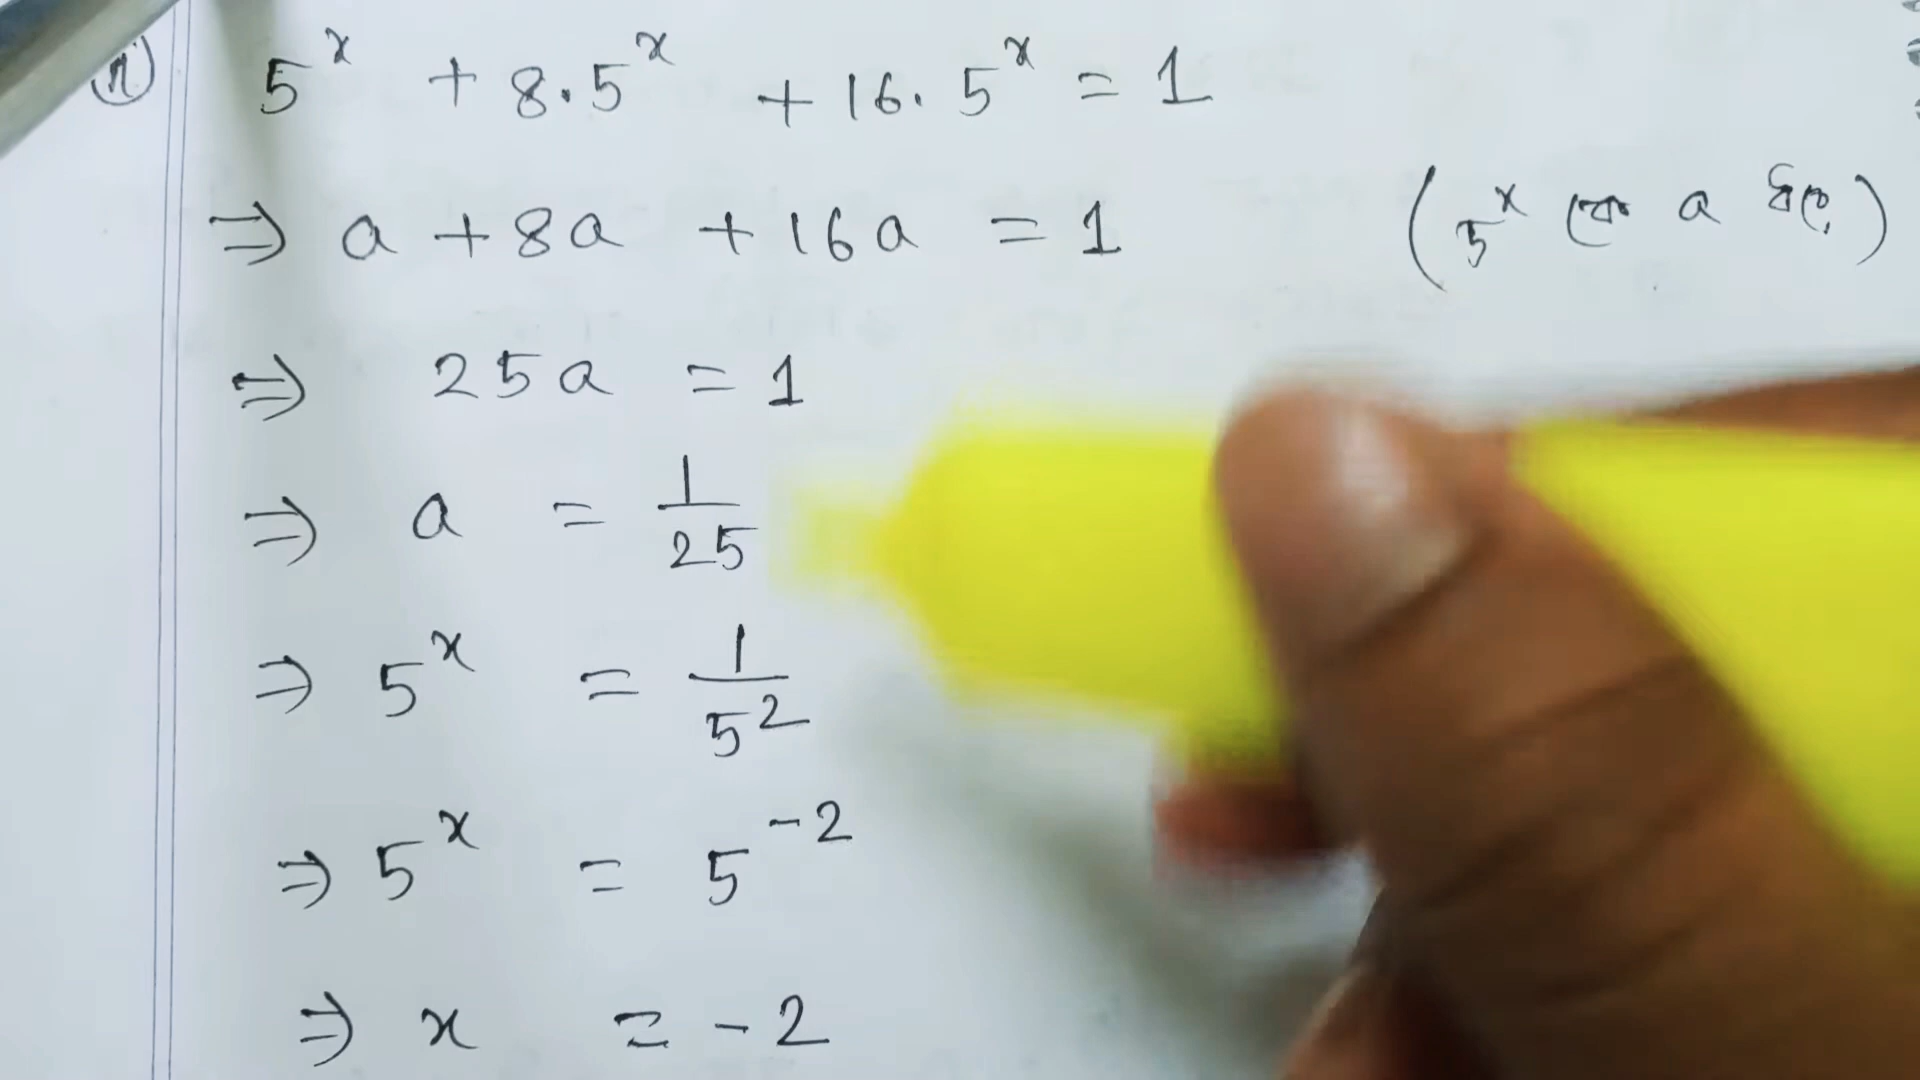 5^x + 8.5^x + 16.5^x = 1
⇒ a + 8a + 16a = 1 (5^x কে a ধরে)
⇒ 25a = 1
⇒ a = 1/25
⇒ 5^x = 1/5^2
⇒ 5^x = 5^-2
⇒ x = -2